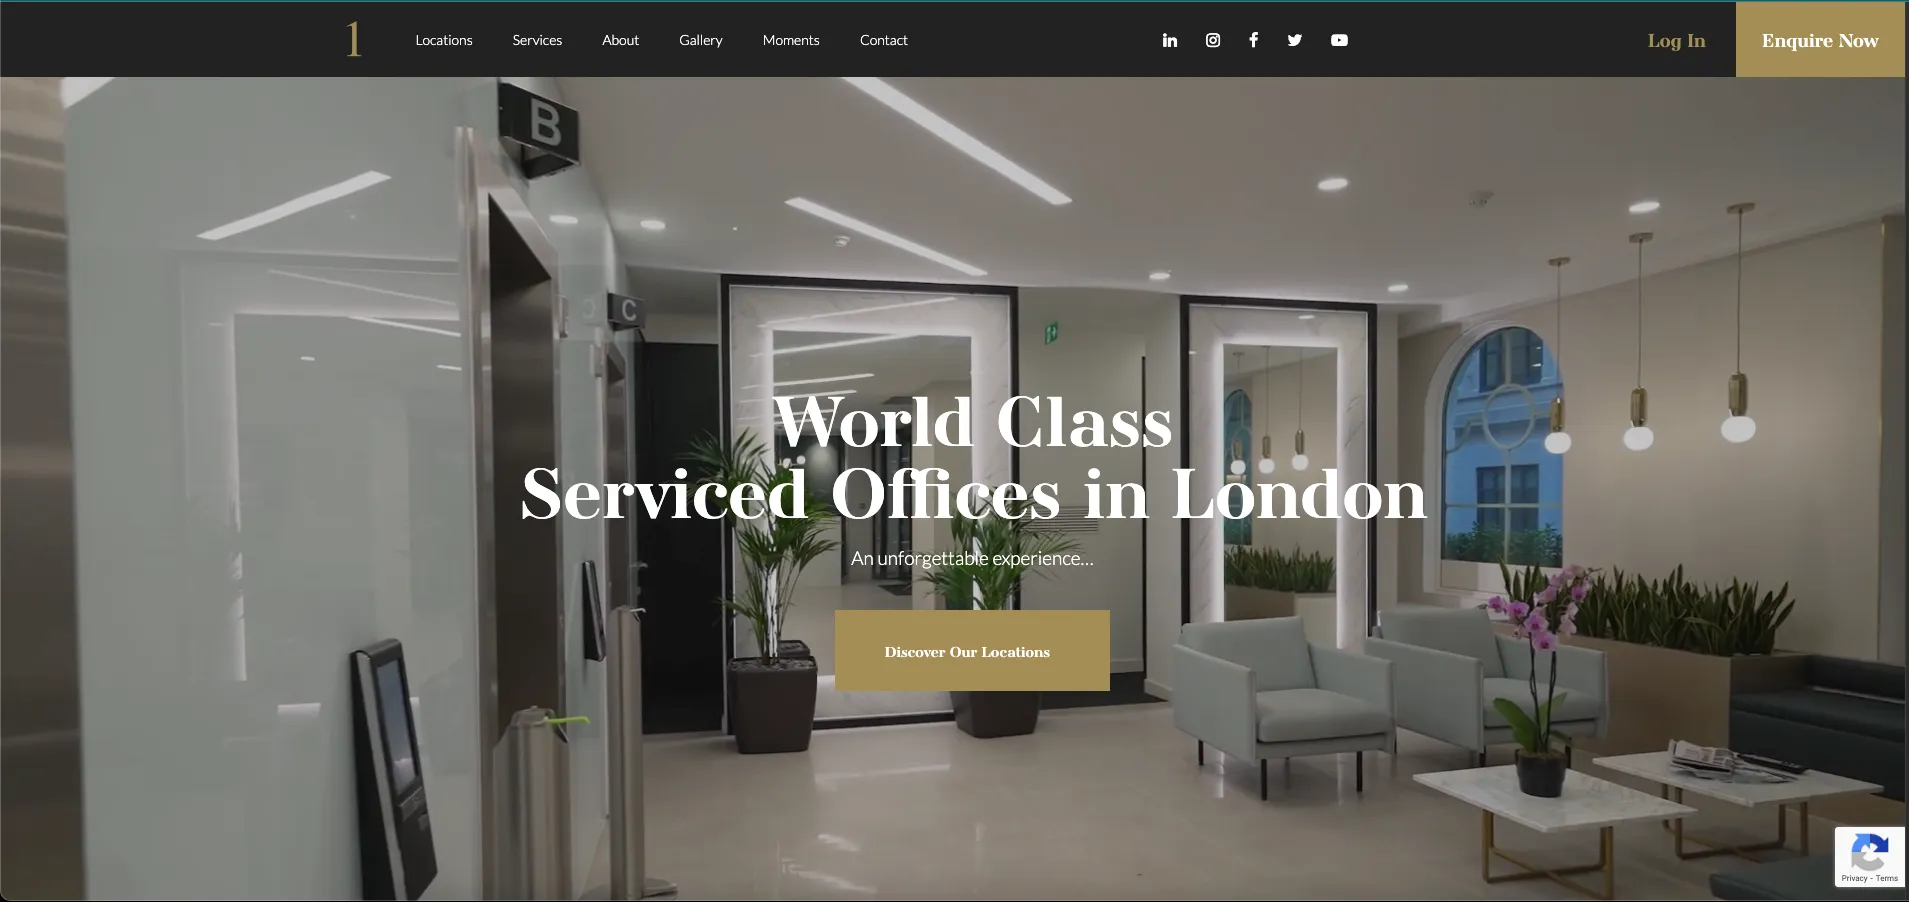 1
Locations
Services
About
Gallery
Moments
Contact
Log In
Enquire Now
B
C
World Class
Serviced Offices in London
An unforgettable experience...
Discover Our Locations
Privacy - Terms